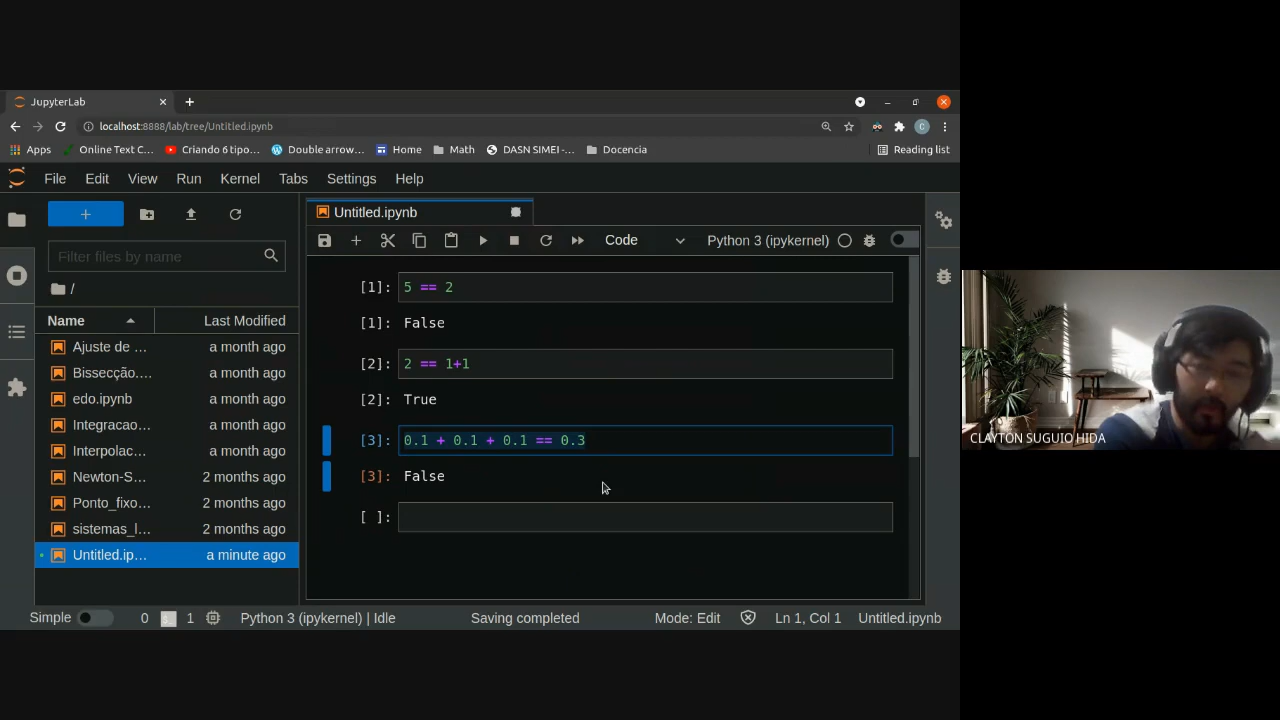 JupyterLab
localhost:8888/lab/tree/Untitled.ipynb
Apps Online Text C... Criando 6 tipo... Double arrow... Home Math DASN SIMEI -... Docencia Reading list
File Edit View Run Kernel Tabs Settings Help
Untitled.ipynb
Code Python 3 (ipykernel)
Filter files by name
/
Name Last Modified
Ajuste de ... a month ago
Bissecção.... a month ago
edo.ipynb a month ago
Integracao... a month ago
Interpolac... a month ago
Newton-S... 2 months ago
Ponto_fixo... 2 months ago
sistemas_l... 2 months ago
Untitled.ip... a minute ago
[1]: 5 == 2
[1]: False
[2]: 2 == 1+1
[2]: True
[3]: 0.1 + 0.1 + 0.1 == 0.3
[3]: False
[ ]:
CLAYTON SUGUIO HIDA
Simple 0 1 Python 3 (ipykernel) | Idle Saving completed Mode: Edit Ln 1, Col 1 Untitled.ipynb